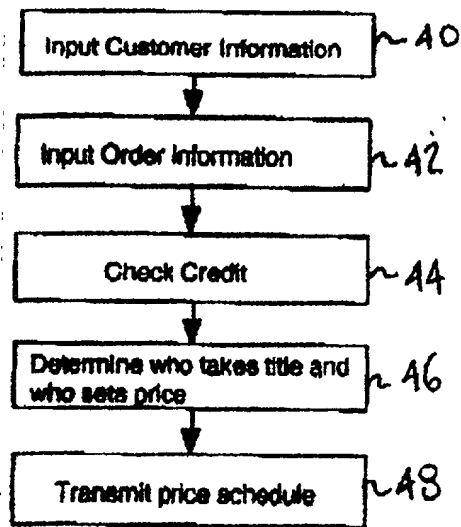 Input Customer Information 40
Input Order Information 42
Check Credit 44
Determine who takes title and
who sets price 46
Transmit price schedule 48